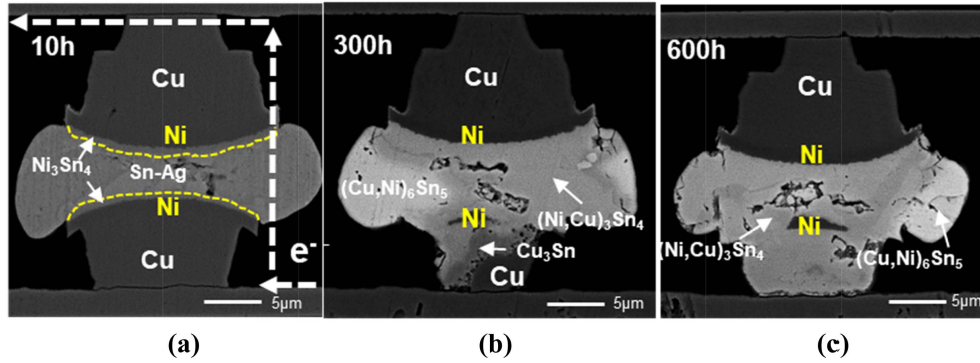 10h
Cu
Ni
Ni₃Sn₄
Sn-Ag
Ni
Cu
e⁻
5μm
(a)
300h
Ni
(Cu,Ni)₆Sn₅
Ni
(Ni,Cu)₃Sn₄
Cu₃Sn
Cu
5μm
(b)
600h
Cu
Ni
Ni
(Ni,Cu)₃Sn₄
(Cu,Ni)₆Sn₅
5μm
(c)